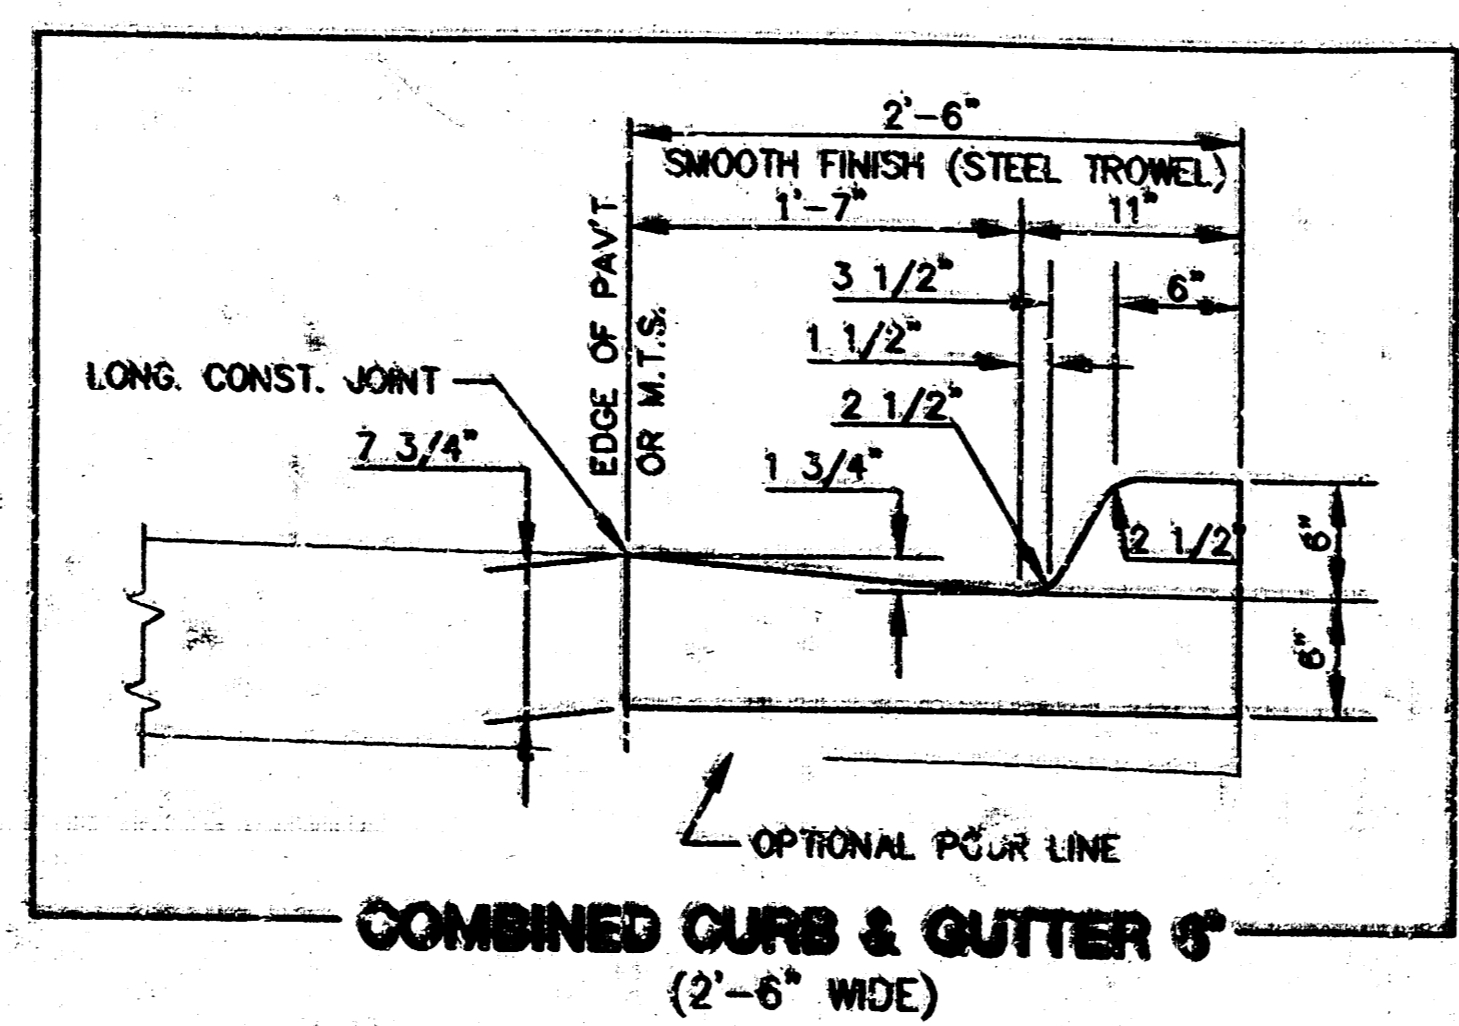 2'-6"
SMOOTH FINISH (STEEL TROWEL)
1'-7"
11"
EDGE OF PAV'T
OR M.T.S.
3 1/2"
6"
1 1/2"
LONG. CONST. JOINT
2 1/2"
7 3/4"
1 3/4"
2 1/2"
6"
6"
OPTIONAL POUR LINE
COMBINED CURB & GUTTER 6"
(2'-6" WIDE)